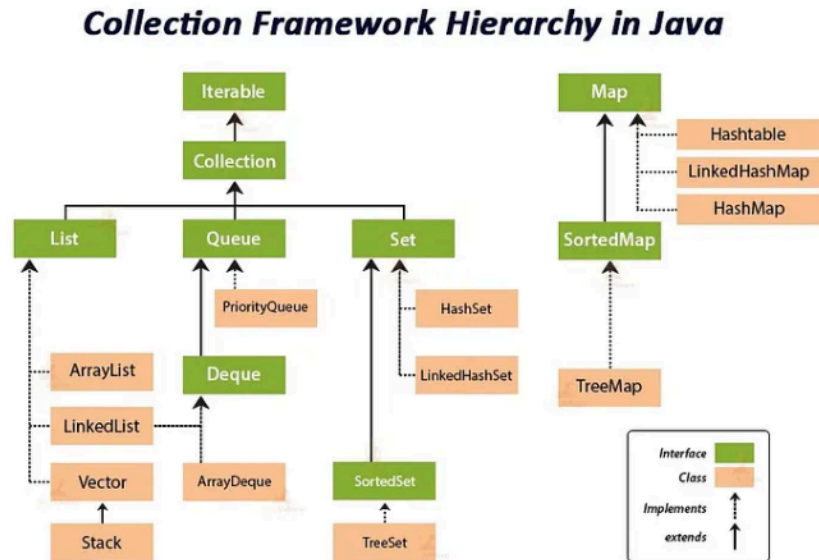 Collection Framework Hierarchy in Java
Iterable
Map
Hashtable
Collection
LinkedHashMap
HashMap
List
Queue
Set
SortedMap
PriorityQueue
HashSet
ArrayList
Deque
LinkedHashSet
TreeMap
LinkedList
Interface
Class
Vector
ArrayDeque
SortedSet
Implements
Stack
TreeSet
extends